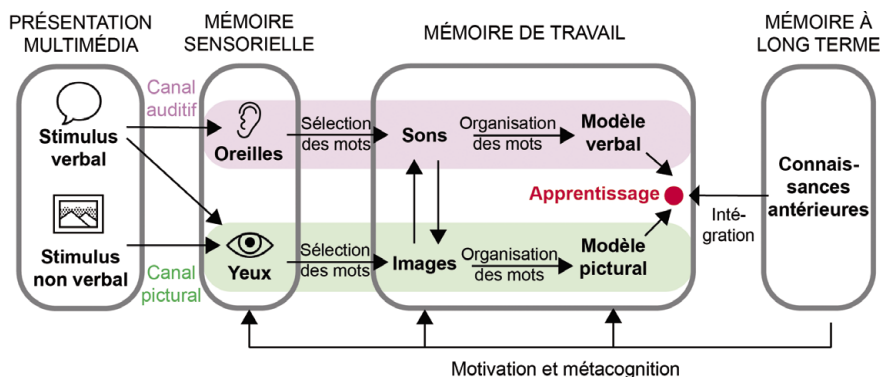 PRÉSENTATION
MULTIMÉDIA
MÉMOIRE
SENSORIELLE
MÉMOIRE DE TRAVAIL
MÉMOIRE À
LONG TERME
Canal
auditif
Stimulus
verbal
Oreilles
Sélection
des mots
Sons
Organisation
des mots
Modèle
verbal
Apprentissage
Connais-
sances
antérieures
Inté-
gration
Stimulus
non verbal
Canal
pictural
Yeux
Sélection
des mots
Images
Organisation
des mots
Modèle
pictural
Motivation et métacognition